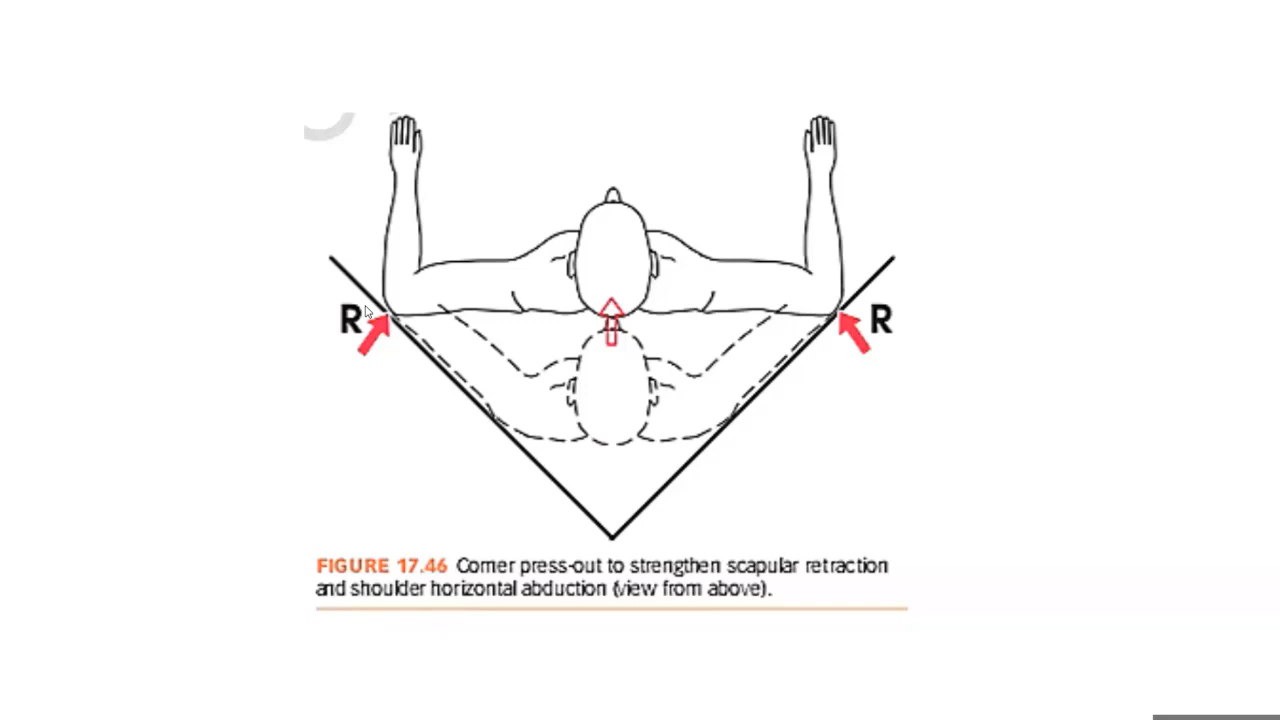 R R
FIGURE 17.46 Corner press-out to strengthen scapular retraction
and shoulder horizontal abduction (view from above).